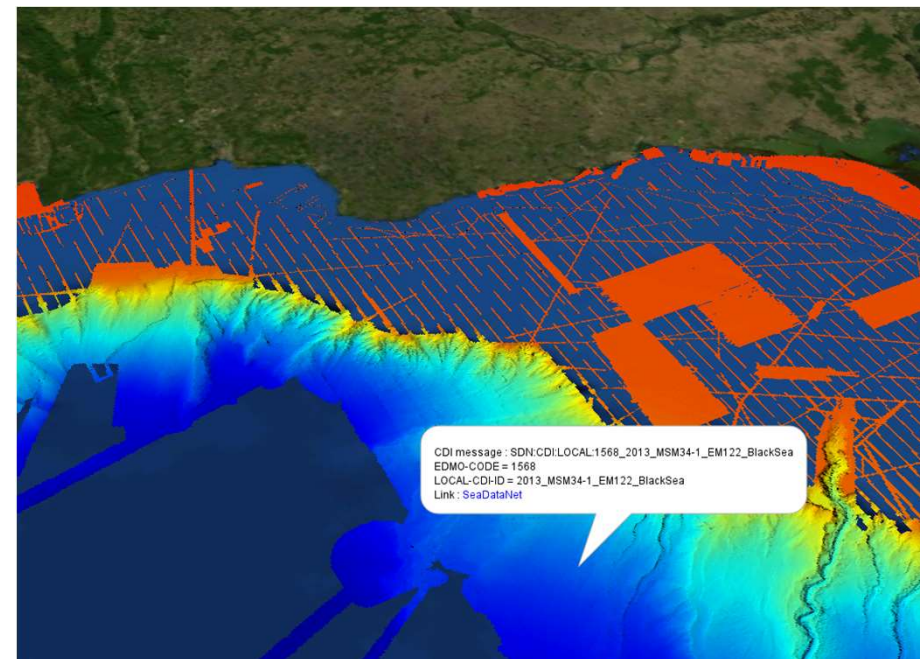 CDI message : SDN:CDI:LOCAL:1568_2013_MSM34-1_EM122_BlackSea
EDMO-CODE = 1568
LOCAL-CDI-ID = 2013_MSM34-1_EM122_BlackSea
Link : SeaDataNet